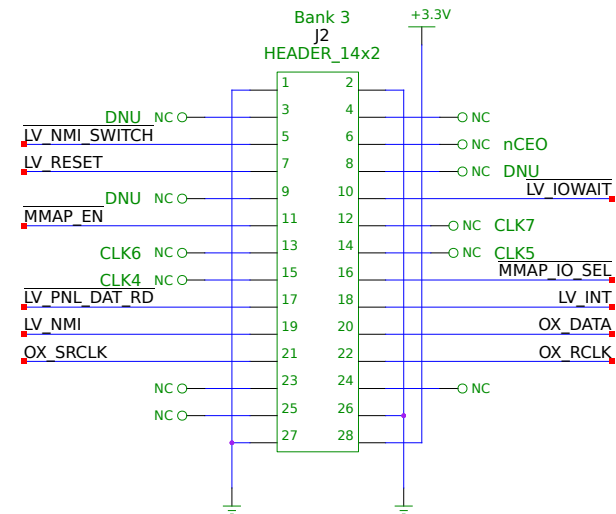 Bank 3
J2
HEADER_14x2
+3.3V
1 2
DNU NC 3 4 NC
LV_NMI_SWITCH 5 6 NC nCEO
LV_RESET 7 8 NC DNU
DNU NC 9 10 LV_IOWAIT
MMAP_EN 11 12 NC CLK7
CLK6 NC 13 14 NC CLK5
CLK4 NC 15 16 MMAP_IO_SEL
LV_PNL_DAT_RD 17 18 LV_INT
LV_NMI 19 20 OX_DATA
OX_SRCLK 21 22 OX_RCLK
NC 23 24 NC
NC 25 26
27 28